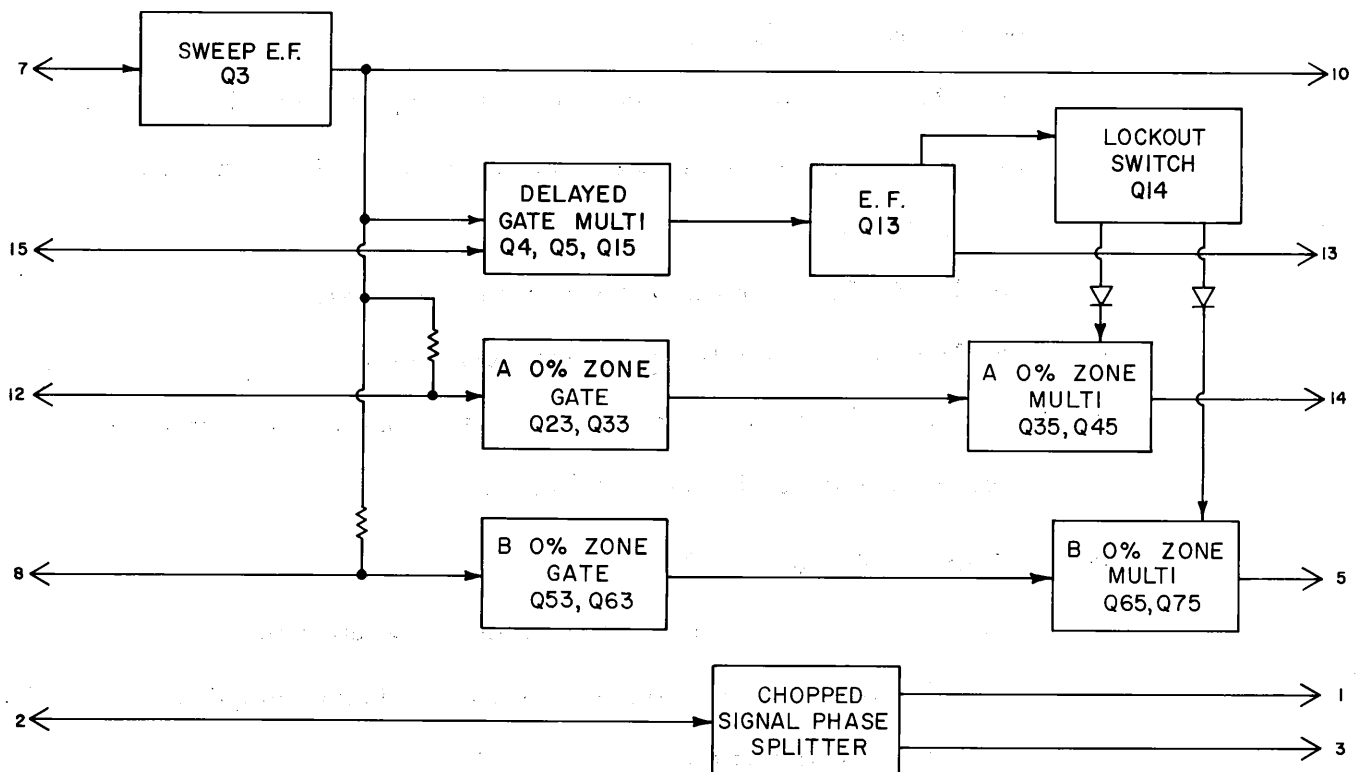 SWEEP E.F.
Q3
7
10
LOCKOUT
SWITCH
Q14
DELAYED
GATE MULTI
Q4, Q5, Q15
E. F.
Q13
15
13
A 0% ZONE
GATE
Q23, Q33
A 0% ZONE
MULTI
Q35, Q45
12
14
B 0% ZONE
GATE
Q53, Q63
B 0% ZONE
MULTI
Q65, Q75
8
5
CHOPPED
SIGNAL PHASE
SPLITTER
2
1
3